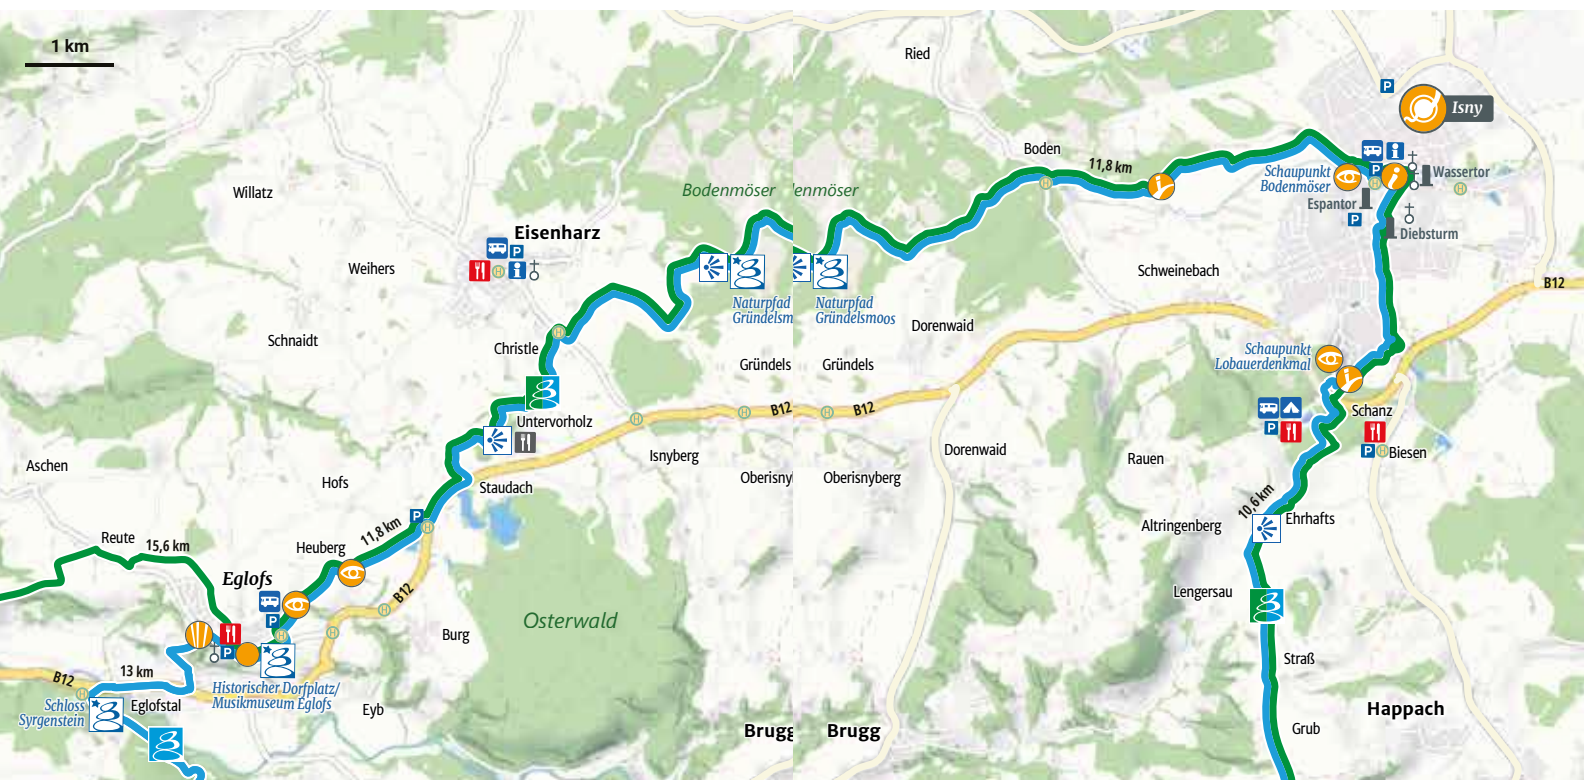 1 km
Ried
P
Isny
Boden
11,8 km
i
Schaupunkt
Bodenmöser
P
i
H
H
Wassertor
H
Espantor
P
Diebsturm
Willatz
Bodenmöser
enmöser
Eisenharz
P
H
i
Weihers
Schweinebach
B12
Naturpfad
Gründelsm
Naturpfad
Gründelsmoos
Dorenwaid
Schnaidt
Christle
H
Gründels
Gründels
Schaupunkt
Lobauerdenkmal
i
Untervorholz
H
H
B12
H
B12
Schanz
P
P
H
Biesen
Aschen
Hofs
Isnyberg
Staudach
Oberisny
Oberisnyberg
Dorenwaid
Rauen
Reute
15,6 km
Heuberg
11,8 km
P
H
Altringenberg
10,6 km
Ehrhafts
Eglofs
P
B12
H
H
H
Burg
Osterwald
Lengersau
P
13 km
B12
H
Historischer Dorfplatz/
Musikmuseum Eglofs
Schloss
Syrgenstein
Eglofstal
Eyb
Straß
Brugg
Brugg
Grub
Happach